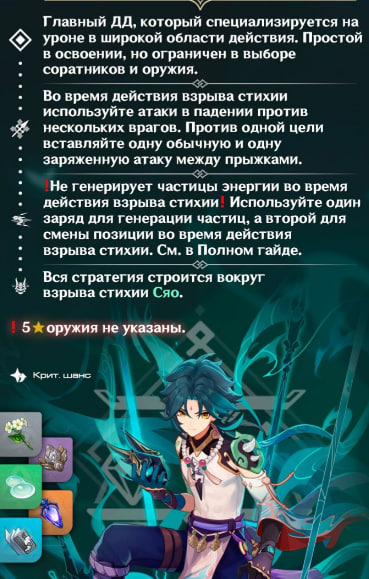 Главный ДД, который специализируется на
уроне в широкой области действия. Простой
в освоении, но ограничен в выборе
соратников и оружия.
Во время действия взрыва стихии
используйте атаки в падении против
нескольких врагов. Против одной цели
вставляйте одну обычную и одну
заряженную атаку между прыжками.
!Не генерирует частицы энергии во время
действия взрыва стихии! Используйте один
заряд для генерации частиц, а второй для
смены позиции во время действия
взрыва стихии. См. в Полном гайде.
Вся стратегия строится вокруг
взрыва стихии Сяо.
! 5★оружия не указаны.
Крит. шанс